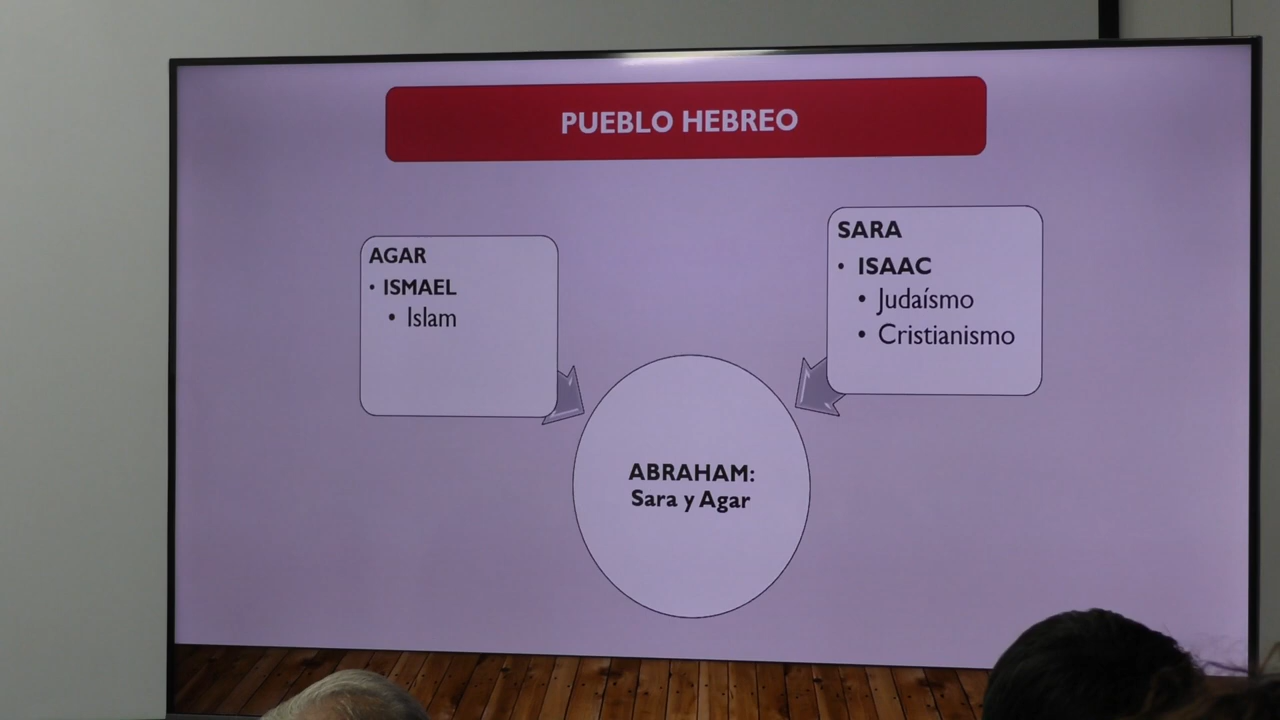 PUEBLO HEBREO
AGAR
• ISMAEL
• Islam
SARA
• ISAAC
• Judaísmo
• Cristianismo
ABRAHAM:
Sara y Agar